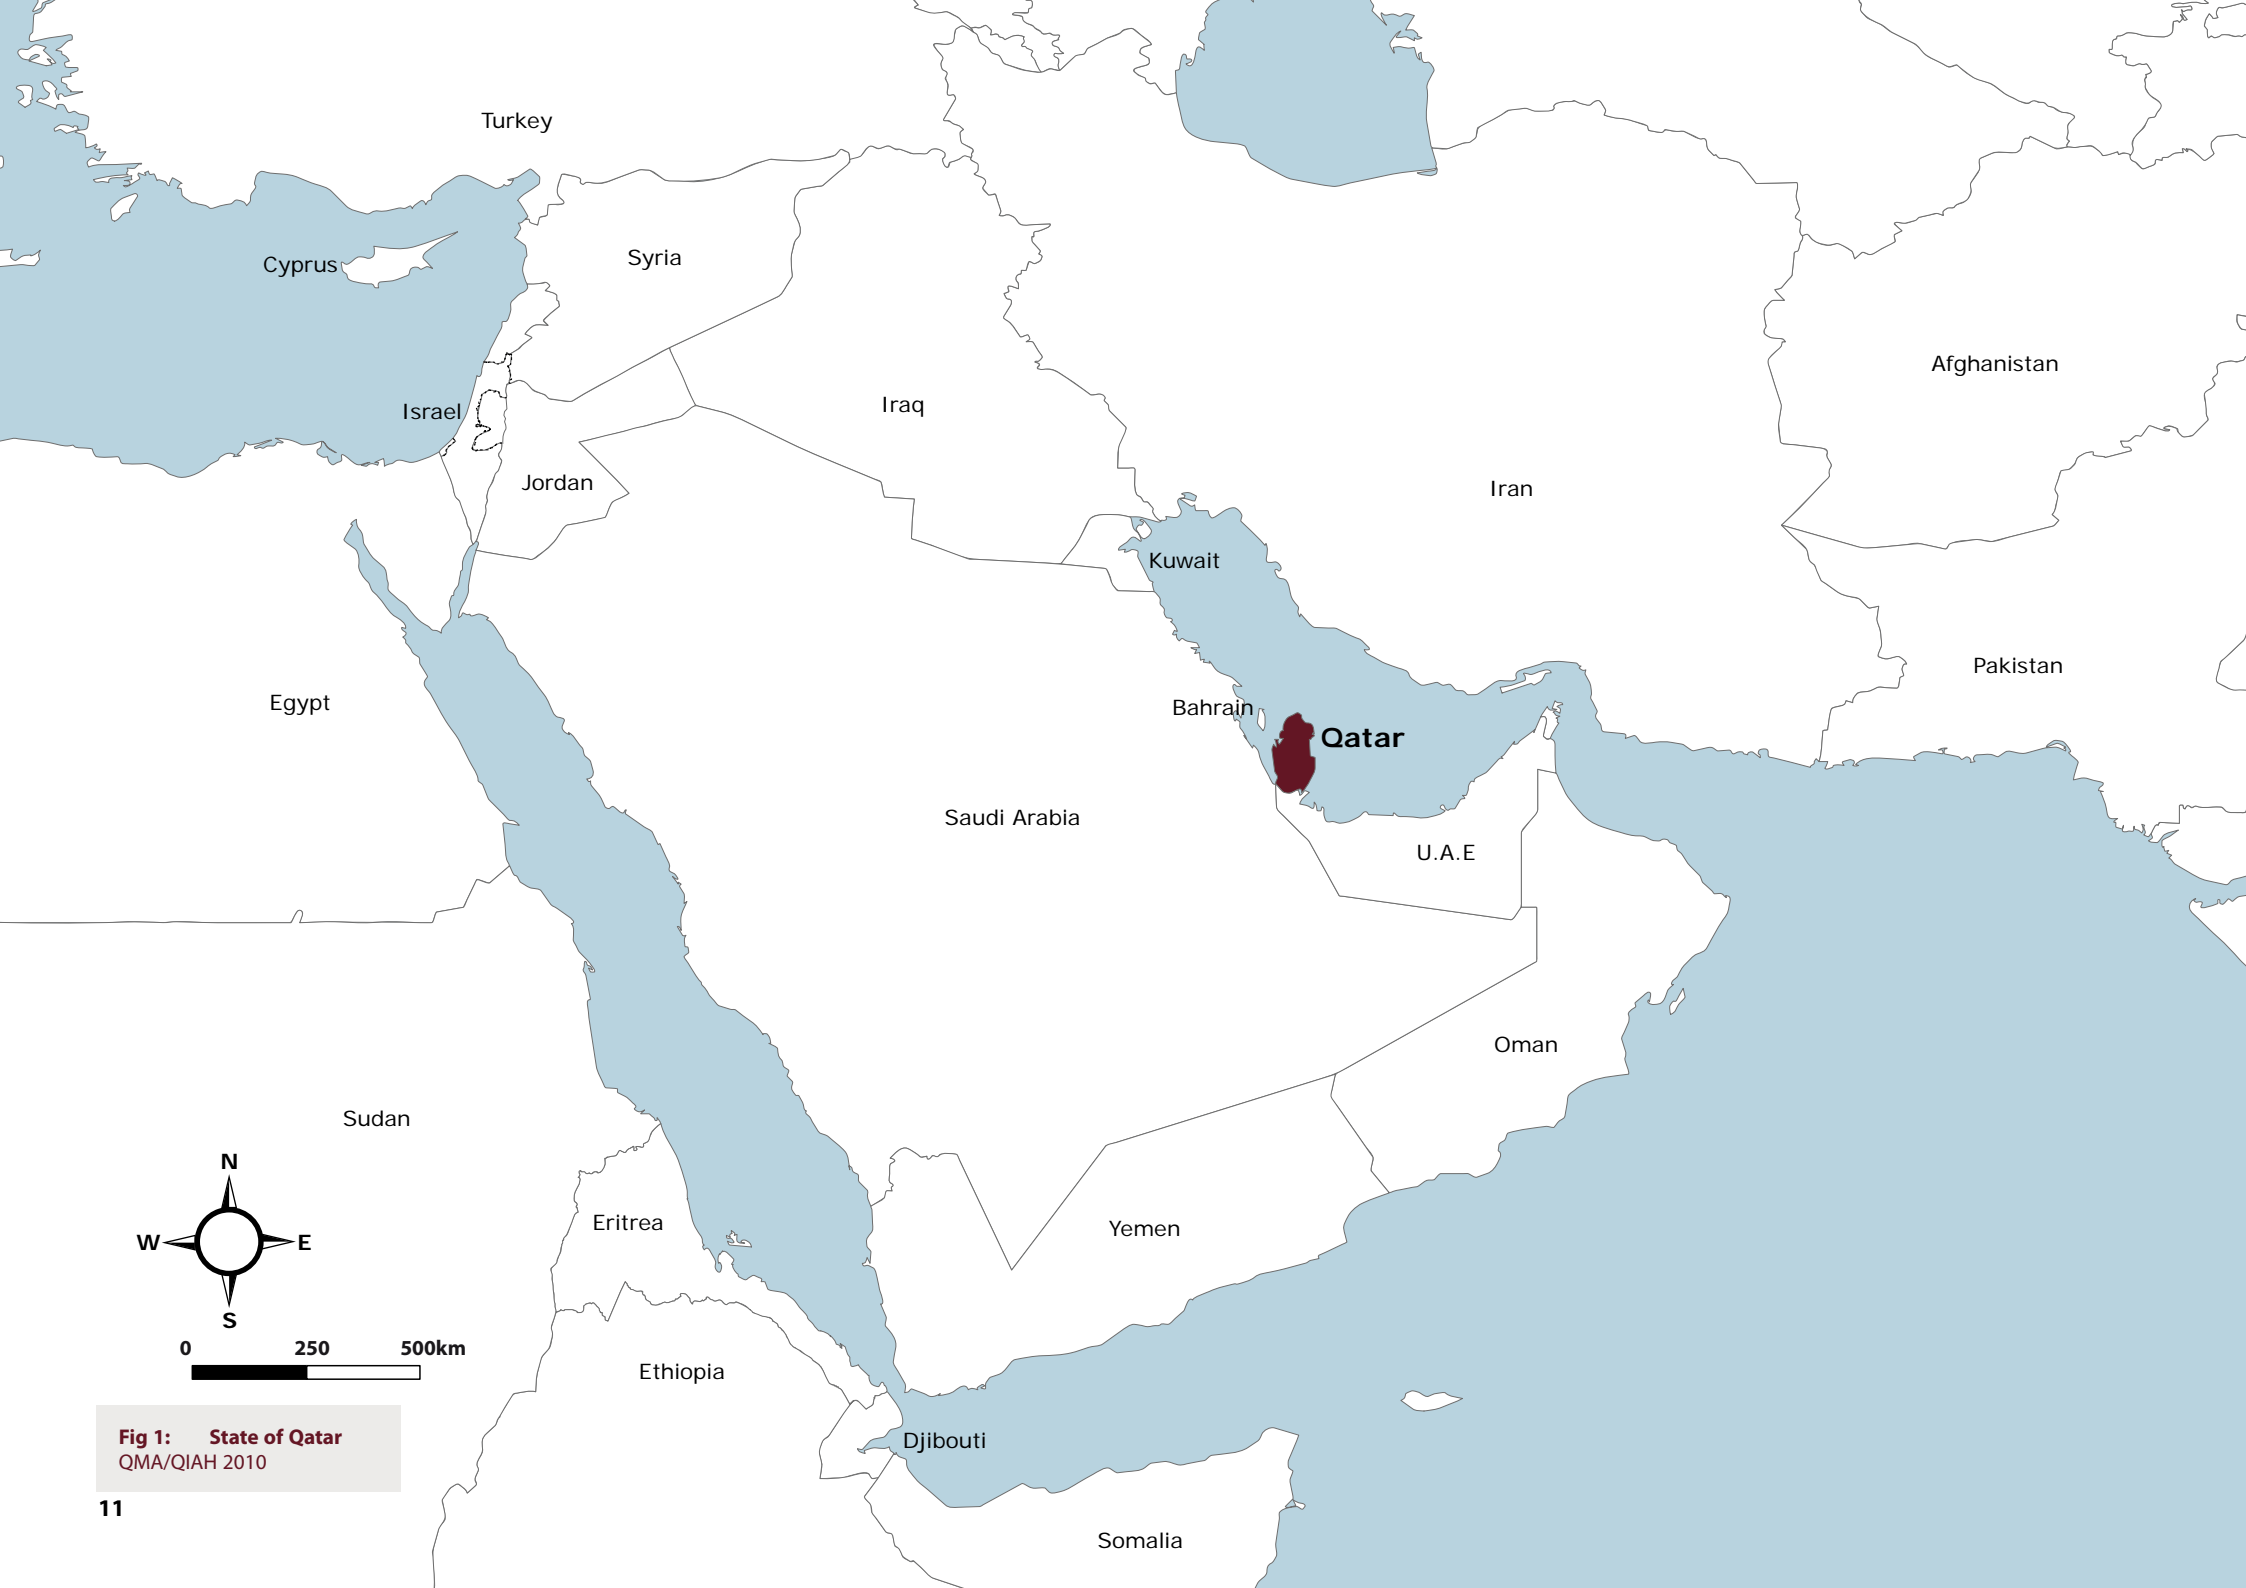 Turkey
Syria
Cyprus
Afghanistan
Iraq
Israel
Jordan
Iran
Kuwait
Pakistan
Egypt
Bahrain
Qatar
Saudi Arabia
U.A.E
Oman
Sudan
N
W
E
S
Eritrea
Yemen
0 250 500km
Ethiopia
Fig 1: State of Qatar
QMA/QIAH 2010
Djibouti
11
Somalia